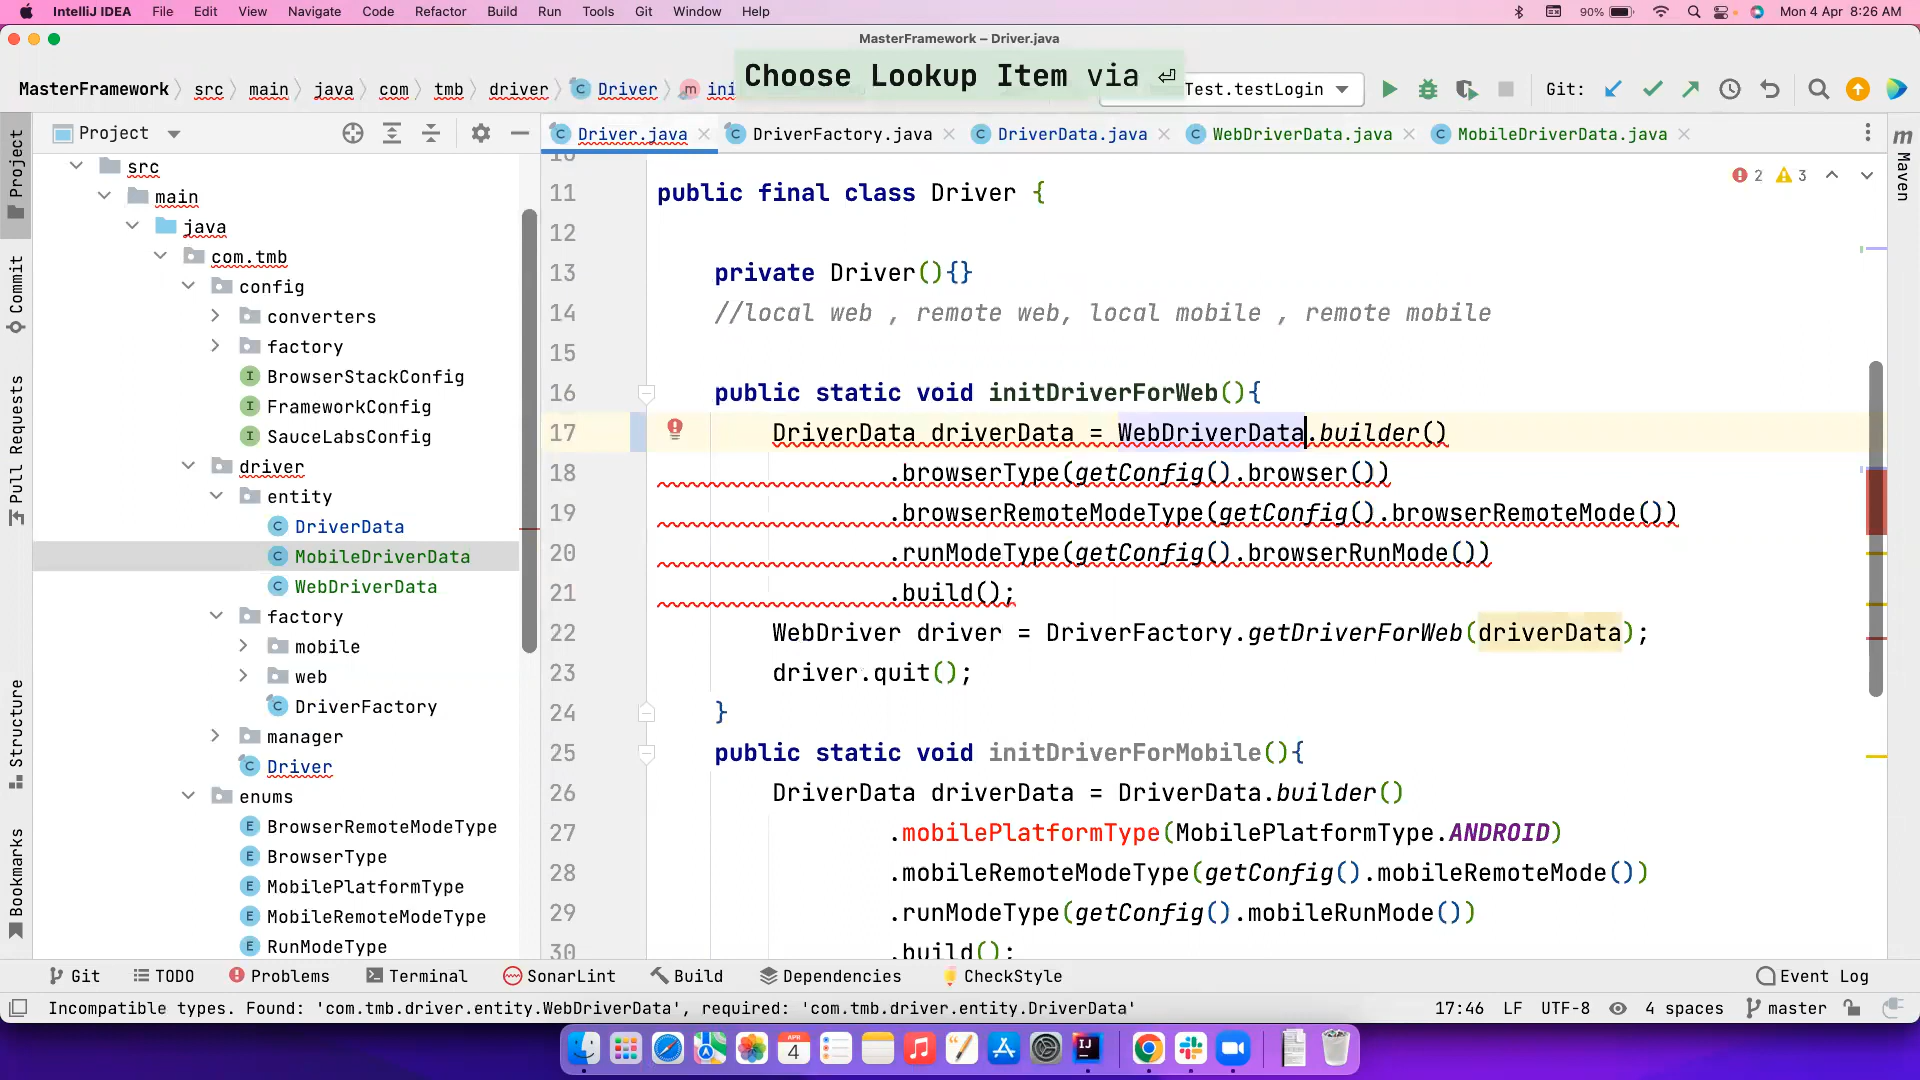 IntelliJ IDEA File Edit View Navigate Code Refactor Build Run Tools Git Window Help 90% Mon 4 Apr 8:26 AM
MasterFramework – Driver.java
Choose Lookup Item via ⏎
MasterFramework src main java com tmb driver Driver ini Test.testLogin Git:
Project
Driver.java DriverFactory.java DriverData.java WebDriverData.java MobileDriverData.java
src
main
java
com.tmb
config
converters
factory
BrowserStackConfig
FrameworkConfig
SauceLabsConfig
driver
entity
DriverData
MobileDriverData
WebDriverData
factory
mobile
web
DriverFactory
manager
Driver
enums
BrowserRemoteModeType
BrowserType
MobilePlatformType
MobileRemoteModeType
RunModeType
Project
Commit
Pull Requests
Structure
Bookmarks
Maven
2 3
10
11 public final class Driver {
12
13 private Driver(){}
14 //local web , remote web, local mobile , remote mobile
15
16 public static void initDriverForWeb(){
17 DriverData driverData = WebDriverData.builder()
18 .browserType(getConfig().browser())
19 .browserRemoteModeType(getConfig().browserRemoteMode())
20 .runModeType(getConfig().browserRunMode())
21 .build();
22 WebDriver driver = DriverFactory.getDriverForWeb(driverData);
23 driver.quit();
24 }
25 public static void initDriverForMobile(){
26 DriverData driverData = DriverData.builder()
27 .mobilePlatformType(MobilePlatformType.ANDROID)
28 .mobileRemoteModeType(getConfig().mobileRemoteMode())
29 .runModeType(getConfig().mobileRunMode())
30 .build();
Git TODO Problems Terminal SonarLint Build Dependencies CheckStyle Event Log
Incompatible types. Found: 'com.tmb.driver.entity.WebDriverData', required: 'com.tmb.driver.entity.DriverData' 17:46 LF UTF-8 4 spaces master
APR
4
IJ